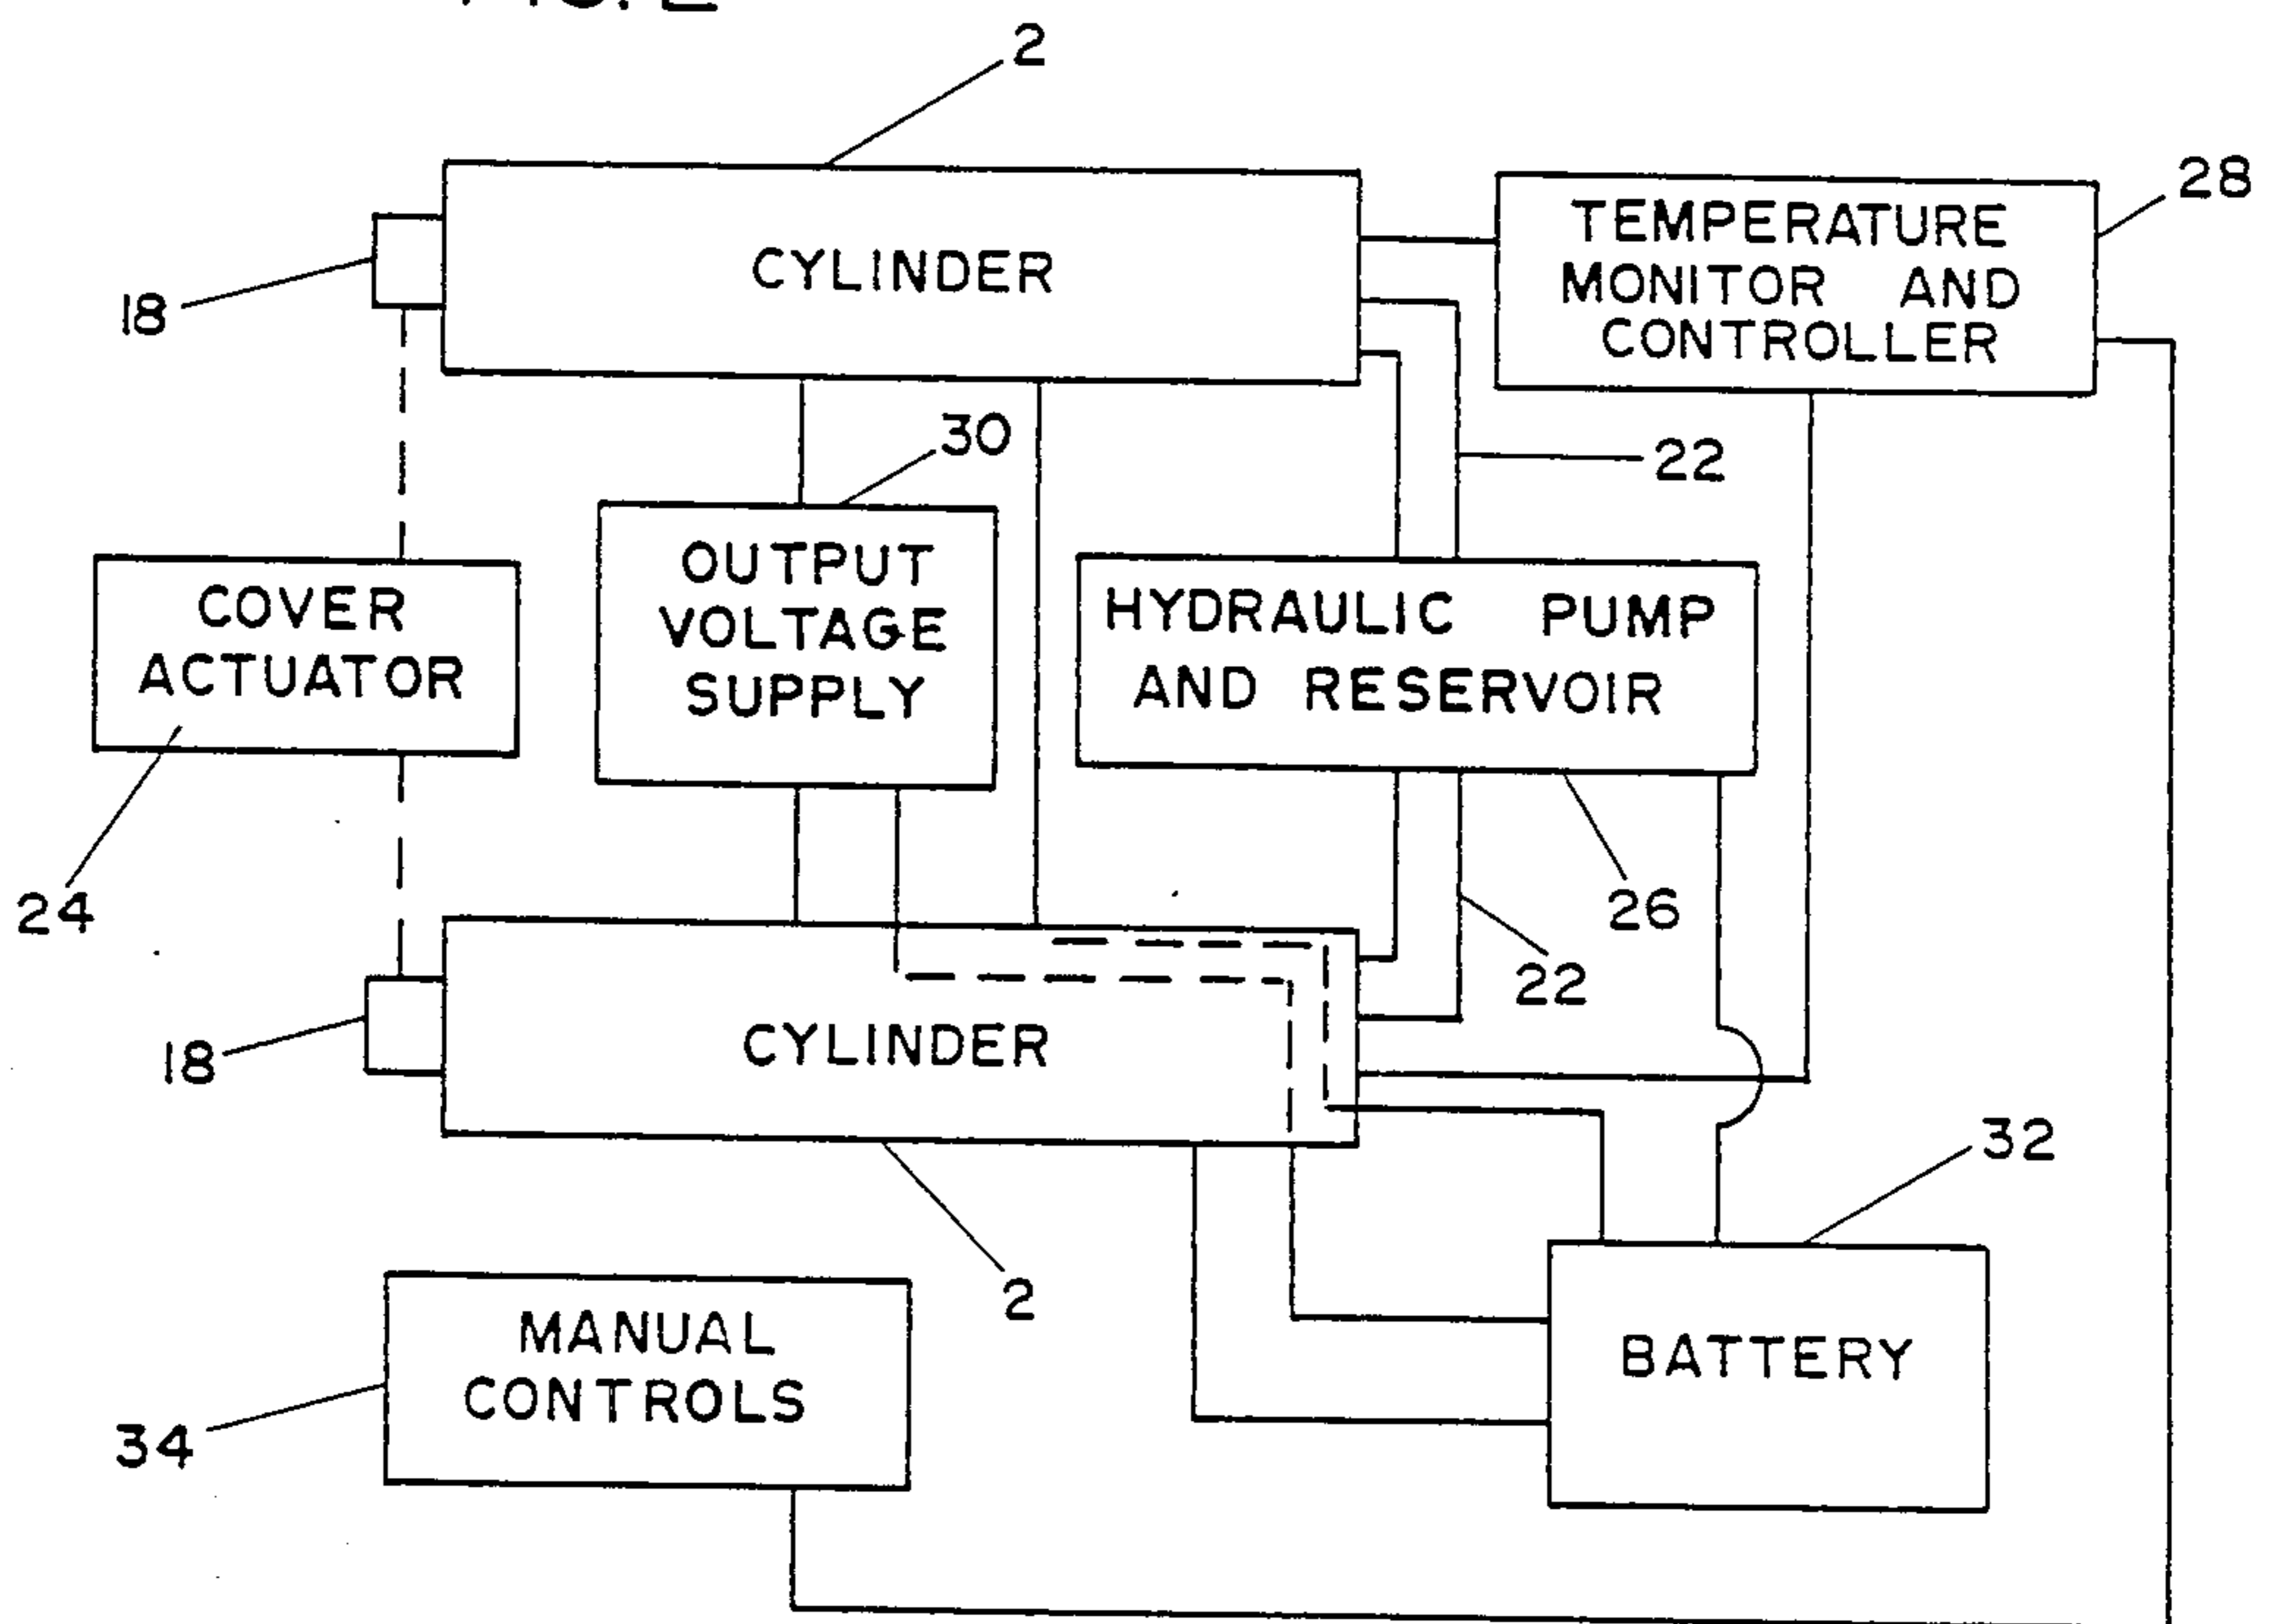 2
28
CYLINDER
TEMPERATURE
MONITOR AND
CONTROLLER
18
30
22
OUTPUT
VOLTAGE
SUPPLY
HYDRAULIC PUMP
AND RESERVOIR
COVER
ACTUATOR
24
26
22
CYLINDER
18
32
2
MANUAL
CONTROLS
BATTERY
34